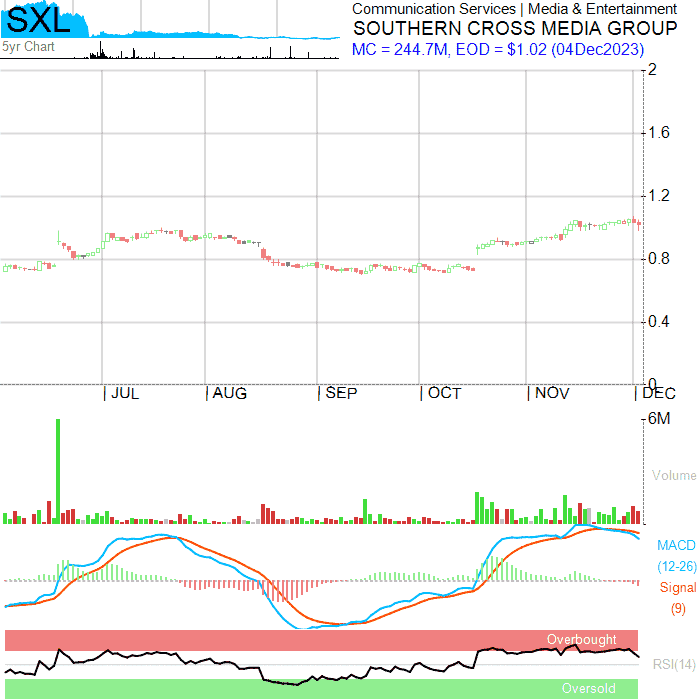 SXL
5yr Chart
Communication Services | Media & Entertainment
SOUTHERN CROSS MEDIA GROUP
MC = 244.7M, EOD = $1.02 (04Dec2023)
2
1.6
1.2
0.8
0.4
0
JUL
AUG
SEP
OCT
NOV
DEC
6M
Volume
MACD
(12-26)
Signal
(9)
Overbought
RSI(14)
Oversold